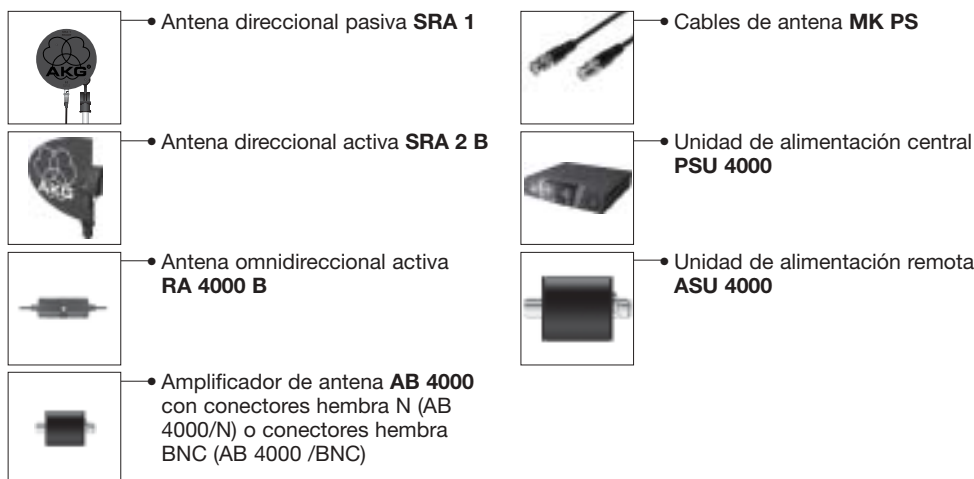 AKG
Antena direccional pasiva SRA 1
AKG
Antena direccional activa SRA 2 B
Antena omnidireccional activa
RA 4000 B
Amplificador de antena AB 4000
con conectores hembra N (AB
4000/N) o conectores hembra
BNC (AB 4000 /BNC)
Cables de antena MK PS
Unidad de alimentación central
PSU 4000
Unidad de alimentación remota
ASU 4000